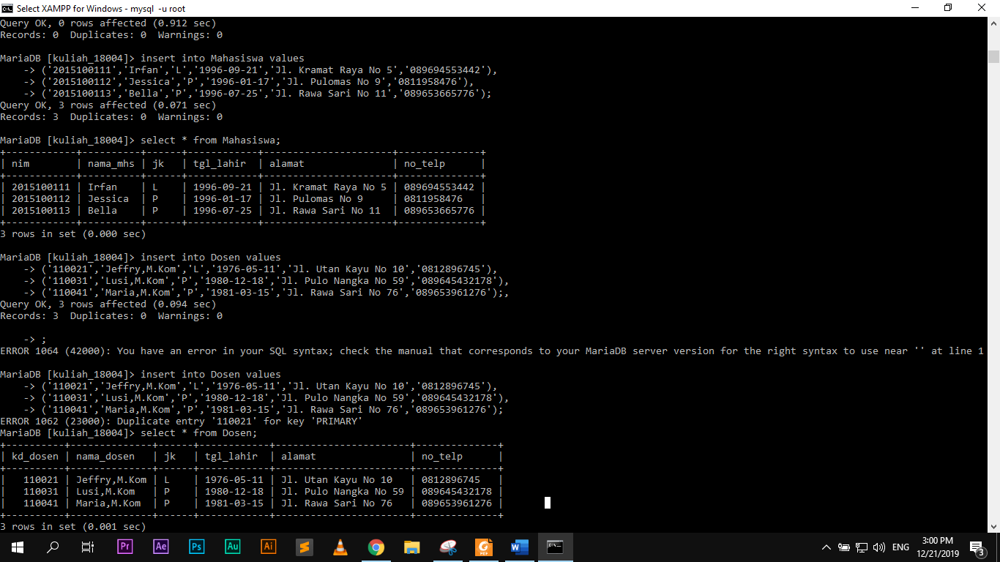 Select XAMPP for Windows - mysql  -u root
Query OK, 0 rows affected (0.912 sec)
Records: 0  Duplicates: 0  Warnings: 0

MariaDB [kuliah_18004]> insert into Mahasiswa values
    -> ('2015100111','Irfan','L','1996-09-21','Jl. Kramat Raya No 5','089694553442'),
    -> ('2015100112','Jessica','P','1996-01-17','Jl. Pulomas No 9','0811958476'),
    -> ('2015100113','Bella','P','1996-07-25','Jl. Rawa Sari No 11','089653665776');
Query OK, 3 rows affected (0.071 sec)
Records: 3  Duplicates: 0  Warnings: 0

MariaDB [kuliah_18004]> select * from Mahasiswa;
+------------+----------+------+------------+----------------------+--------------+
| nim        | nama_mhs | jk   | tgl_lahir  | alamat               | no_telp      |
+------------+----------+------+------------+----------------------+--------------+
| 2015100111 | Irfan    | L    | 1996-09-21 | Jl. Kramat Raya No 5 | 089694553442 |
| 2015100112 | Jessica  | P    | 1996-01-17 | Jl. Pulomas No 9     | 0811958476   |
| 2015100113 | Bella    | P    | 1996-07-25 | Jl. Rawa Sari No 11  | 089653665776 |
+------------+----------+------+------------+----------------------+--------------+
3 rows in set (0.000 sec)

MariaDB [kuliah_18004]> insert into Dosen values
    -> ('110021','Jeffry,M.Kom','L','1976-05-11','Jl. Utan Kayu No 10','0812896745'),
    -> ('110031','Lusi,M.Kom','P','1980-12-18','Jl. Pulo Nangka No 59','089645432178'),
    -> ('110041','Maria,M.Kom','P','1981-03-15','Jl. Rawa Sari No 76','089653961276');,
Query OK, 3 rows affected (0.094 sec)
Records: 3  Duplicates: 0  Warnings: 0

    -> ;
ERROR 1064 (42000): You have an error in your SQL syntax; check the manual that corresponds to your MariaDB server version for the right syntax to use near '' at line 1

MariaDB [kuliah_18004]> insert into Dosen values
    -> ('110021','Jeffry,M.Kom','L','1976-05-11','Jl. Utan Kayu No 10','0812896745'),
    -> ('110031','Lusi,M.Kom','P','1980-12-18','Jl. Pulo Nangka No 59','089645432178'),
    -> ('110041','Maria,M.Kom','P','1981-03-15','Jl. Rawa Sari No 76','089653961276');
ERROR 1062 (23000): Duplicate entry '110021' for key 'PRIMARY'
MariaDB [kuliah_18004]> select * from Dosen;
+----------+--------------+------+------------+-----------------------+--------------+
| kd_dosen | nama_dosen   | jk   | tgl_lahir  | alamat                | no_telp      |
+----------+--------------+------+------------+-----------------------+--------------+
|   110021 | Jeffry,M.Kom | L    | 1976-05-11 | Jl. Utan Kayu No 10   | 0812896745   |
|   110031 | Lusi,M.Kom   | P    | 1980-12-18 | Jl. Pulo Nangka No 59 | 089645432178 |
|   110041 | Maria,M.Kom  | P    | 1981-03-15 | Jl. Rawa Sari No 76   | 089653961276 |
+----------+--------------+------+------------+-----------------------+--------------+
3 rows in set (0.001 sec)
Pr Ae Ps Au Ai ENG
3:00 PM
12/21/2019
3